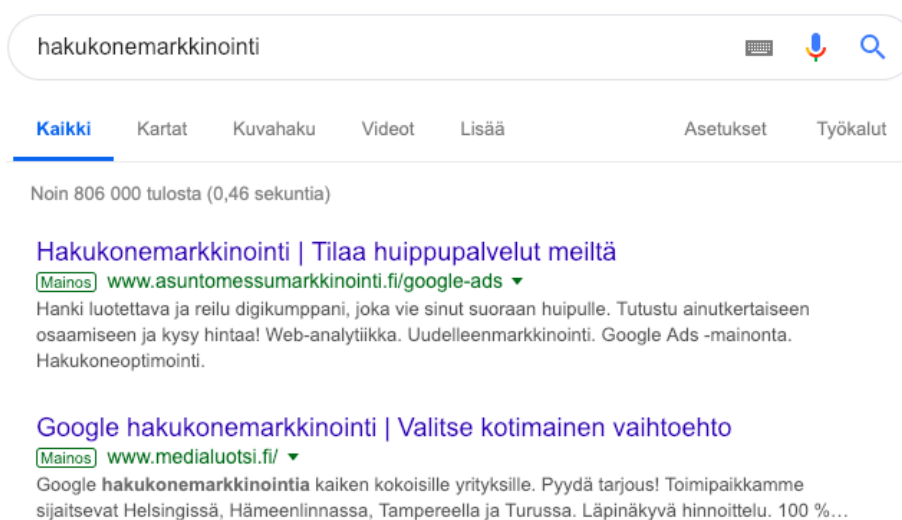 hakukonemarkkinointi
Kaikki Kartat Kuvahaku Videot Lisää Asetukset Työkalut
Noin 806 000 tulosta (0,46 sekuntia)
Hakukonemarkkinointi | Tilaa huippupalvelut meiltä
Mainos www.asuntomessumarkkinointi.fi/google-ads
Hanki luotettava ja reilu digikumppani, joka vie sinut suoraan huipulle. Tutustu ainutkertaiseen
osaamiseen ja kysy hintaa! Web-analytiikka. Uudelleenmarkkinointi. Google Ads -mainonta.
Hakukoneoptimointi.
Google hakukonemarkkinointi | Valitse kotimainen vaihtoehto
Mainos www.medialuotsi.fi/
Google hakukonemarkkinointia kaiken kokoisille yrityksille. Pyydä tarjous! Toimipaikkamme
sijaitsevat Helsingissä, Hämeenlinnassa, Tampereella ja Turussa. Läpinäkyvä hinnoittelu. 100 %...